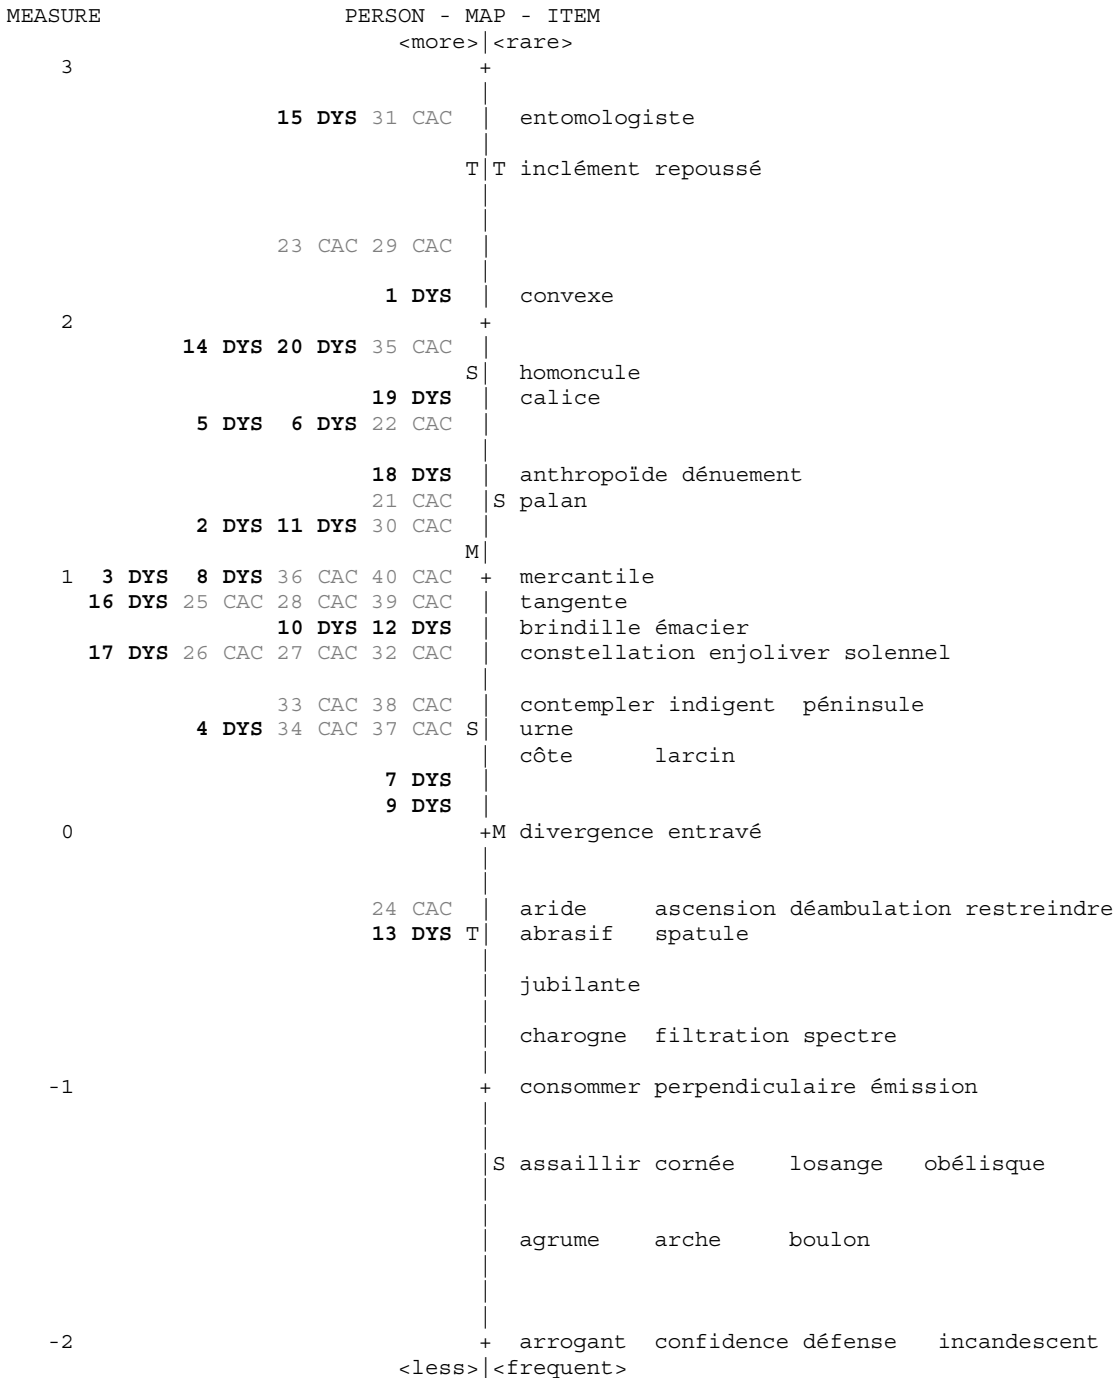 MEASURE PERSON - MAP - ITEM
<more>|<rare>
3 +
|
15 DYS 31 CAC | entomologiste
|
T|T inclément repoussé
|
|
23 CAC 29 CAC |
|
1 DYS | convexe
2 +
14 DYS 20 DYS 35 CAC |
S| homoncule
19 DYS | calice
5 DYS 6 DYS 22 CAC |
|
18 DYS | anthropoïde dénuement
21 CAC |S palan
2 DYS 11 DYS 30 CAC |
M|
1 3 DYS 8 DYS 36 CAC 40 CAC + mercantile
16 DYS 25 CAC 28 CAC 39 CAC | tangente
10 DYS 12 DYS | brindille émacier
17 DYS 26 CAC 27 CAC 32 CAC | constellation enjoliver solennel
|
33 CAC 38 CAC | contempler indigent péninsule
4 DYS 34 CAC 37 CAC S| urne
| côte larcin
7 DYS |
9 DYS |
0 +M divergence entravé
|
|
24 CAC | aride ascension déambulation restreindre
13 DYS T| abrasif spatule
|
| jubilante
|
| charogne filtration spectre
|
-1 + consommer perpendiculaire émission
|
|
|S assaillir cornée losange obélisque
|
|
| agrume arche boulon
|
|
|
-2 + arrogant confidence défense incandescent
<less>|<frequent>